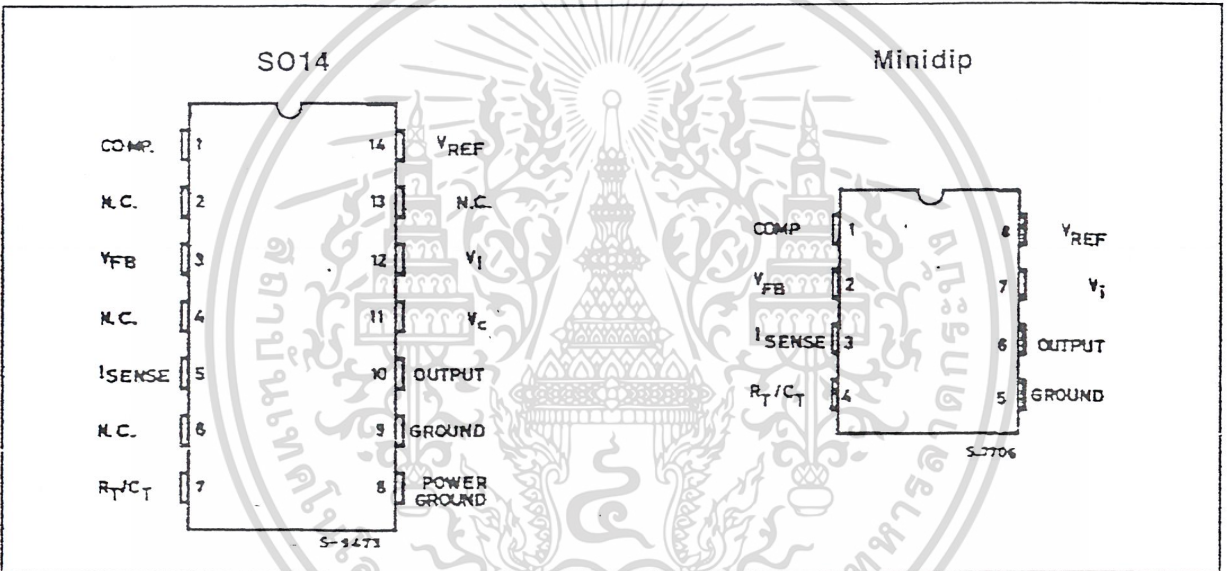 SO14
COMP. 1
N.C. 2
VFB 3
N.C. 4
ISENSE 5
N.C. 6
RT/CT 7
14 VREF
13 N.C.
12 Vi
11 Vc
10 OUTPUT
9 GROUND
8 POWER GROUND
Minidip
COMP 1
VFB 2
ISENSE 3
RT/CT 4
8 VREF
7 Vi
6 OUTPUT
5 GROUND